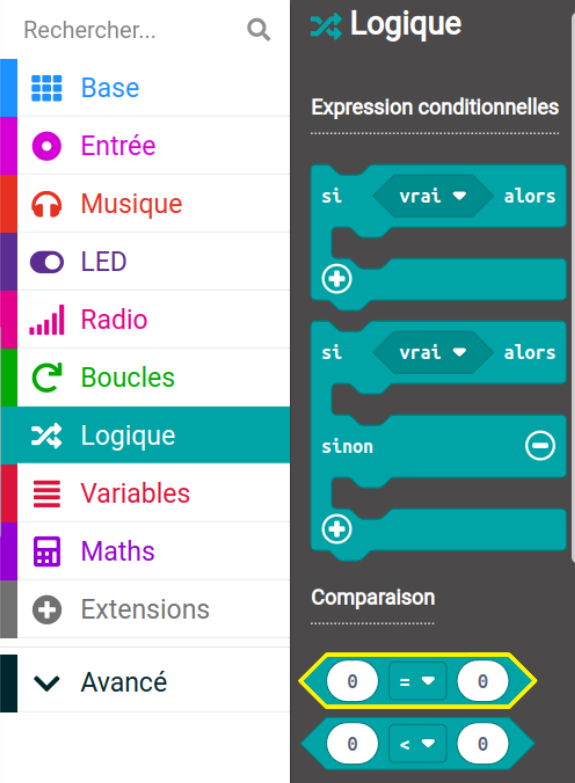 Rechercher...
Base
Entrée
Musique
LED
Radio
Boucles
Logique
Variables
Maths
Extensions
Avancé
Logique
Expression conditionnelles
si vrai alors
si vrai alors
sinon
Comparaison
0 = 0
0 < 0